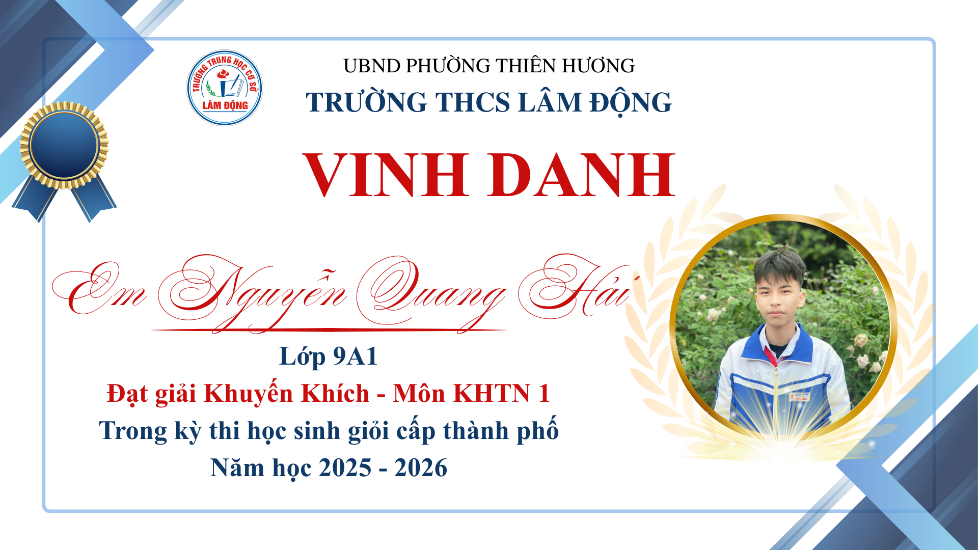 TRƯỜNG TRUNG HỌC CƠ SỞ
LÂM ĐỘNG
UBND PHƯỜNG THIÊN HƯƠNG
TRƯỜNG THCS LÂM ĐỘNG
VINH DANH
Em Nguyễn Quang Hải
Lớp 9A1
Đạt giải Khuyến Khích - Môn KHTN 1
Trong kỳ thi học sinh giỏi cấp thành phố
Năm học 2025 - 2026